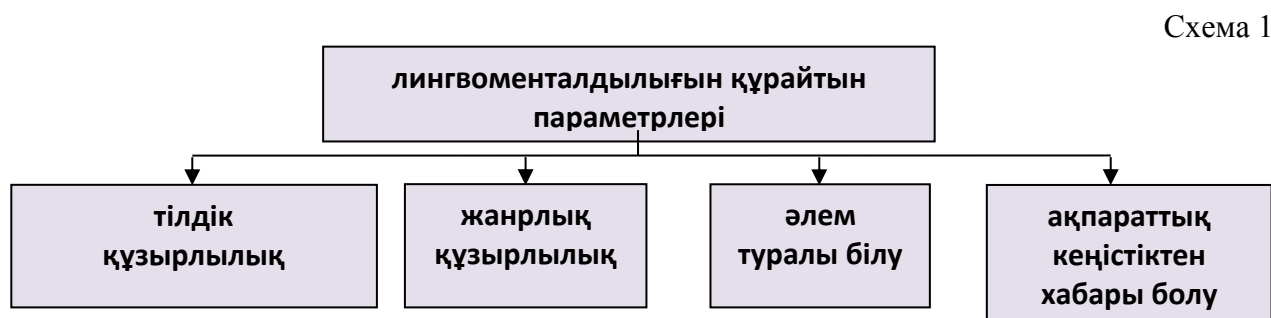 Схема 1
лингвоменталдылығын құрайтын
параметрлері
тілдік
құзырлылық
жанрлық
құзырлылық
әлем
туралы білу
ақпараттық
кеңістіктен
хабары болу